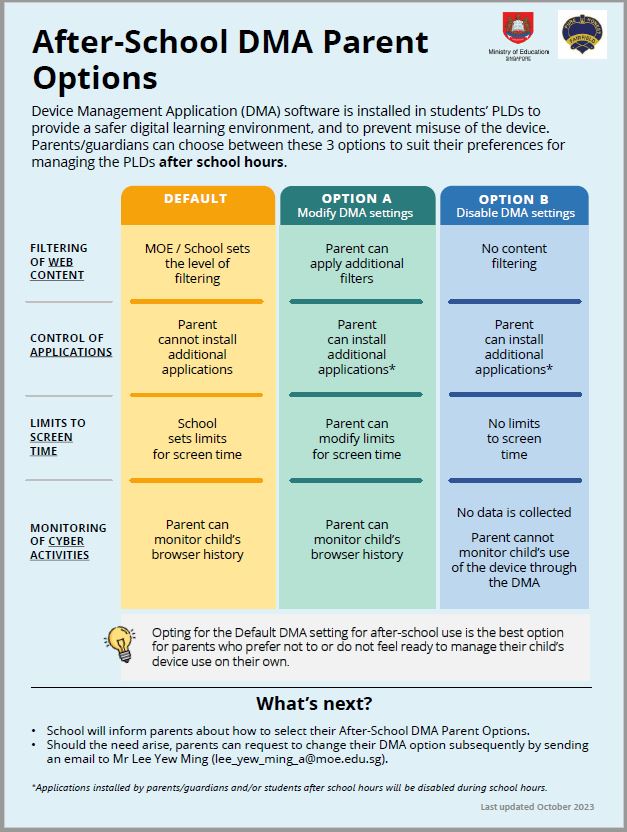 After-School DMA Parent
Options
Ministry of Education
SINGAPORE
Device Management Application (DMA) software is installed in students’ PLDs to
provide a safer digital learning environment, and to prevent misuse of the device.
Parents/guardians can choose between these 3 options to suit their preferences for
managing the PLDs after school hours.
DEFAULT
OPTION A
Modify DMA settings
OPTION B
Disable DMA settings
FILTERING
OF WEB
CONTENT
MOE / School sets
the level of
filtering
Parent can
apply additional
filters
No content
filtering
CONTROL OF
APPLICATIONS
Parent
cannot install
additional
applications
Parent
can install
additional
applications*
Parent
can install
additional
applications*
LIMITS TO
SCREEN
TIME
School
sets limits
for screen time
Parent can
modify limits
for screen time
No limits
to screen
time
MONITORING
OF CYBER
ACTIVITIES
Parent can
monitor child’s
browser history
Parent can
monitor child’s
browser history
No data is collected
Parent cannot
monitor child’s use
of the device through
the DMA
Opting for the Default DMA setting for after-school use is the best option
for parents who prefer not to or do not feel ready to manage their child’s
device use on their own.
What’s next?
• School will inform parents about how to select their After-School DMA Parent Options.
• Should the need arise, parents can request to change their DMA option subsequently by sending
an email to Mr Lee Yew Ming (lee_yew_ming_a@moe.edu.sg).
*Applications installed by parents/guardians and/or students after school hours will be disabled during school hours.
Last updated October 2023